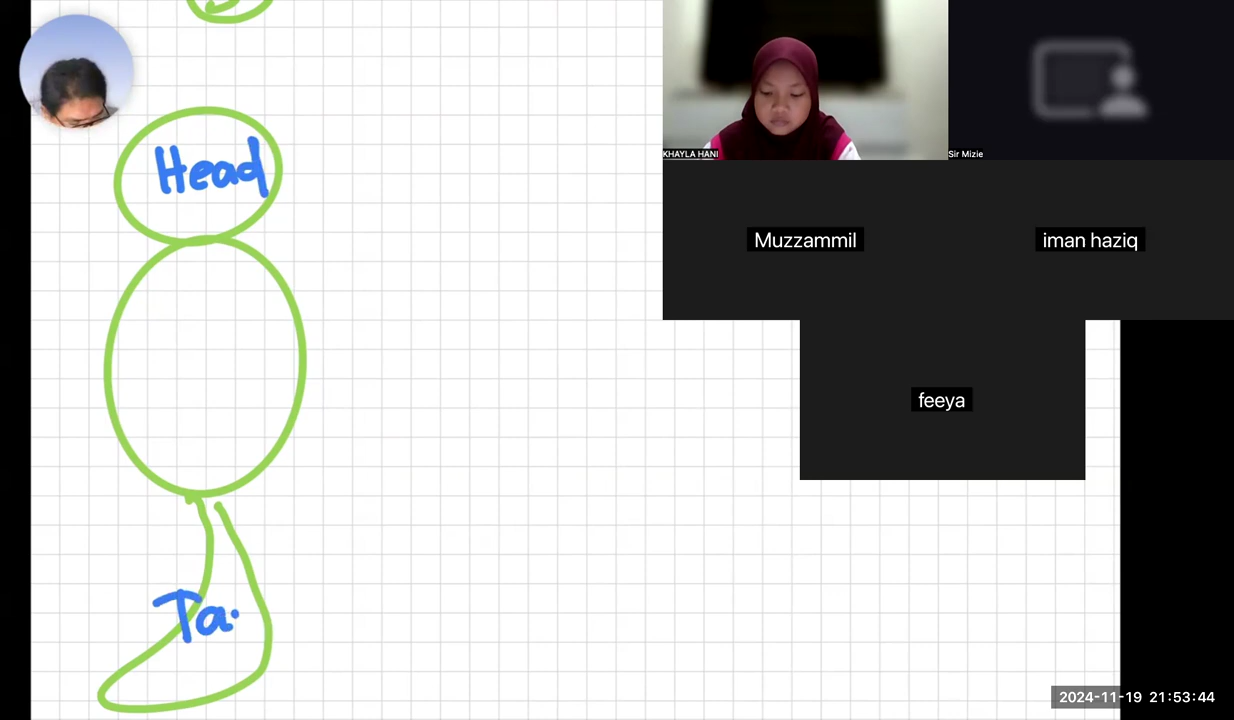 Head
KHAYLA HANI
Sir Mizie
Muzzammil
iman haziq
feeya
Ta
2024-11-19 21:53:44